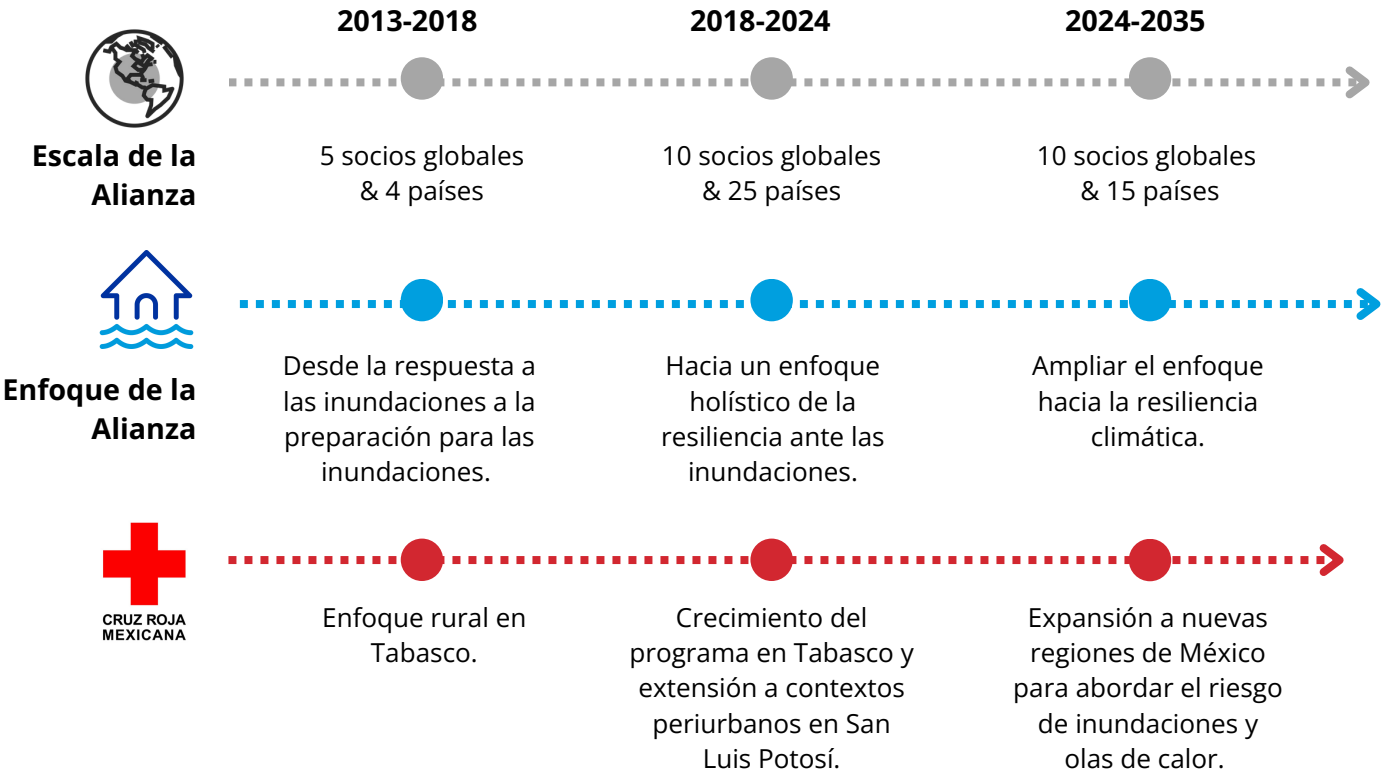 2013-2018
2018-2024
2024-2035
Escala de la
Alianza
5 socios globales
& 4 países
10 socios globales
& 25 países
10 socios globales
& 15 países
Enfoque de la
Alianza
Desde la respuesta a
las inundaciones a la
preparación para las
inundaciones.
Hacia un enfoque
holístico de la
resiliencia ante las
inundaciones.
Ampliar el enfoque
hacia la resiliencia
climática.
CRUZ ROJA
MEXICANA
Enfoque rural en
Tabasco.
Crecimiento del
programa en Tabasco y
extensión a contextos
periurbanos en San
Luis Potosí.
Expansión a nuevas
regiones de México
para abordar el riesgo
de inundaciones y
olas de calor.